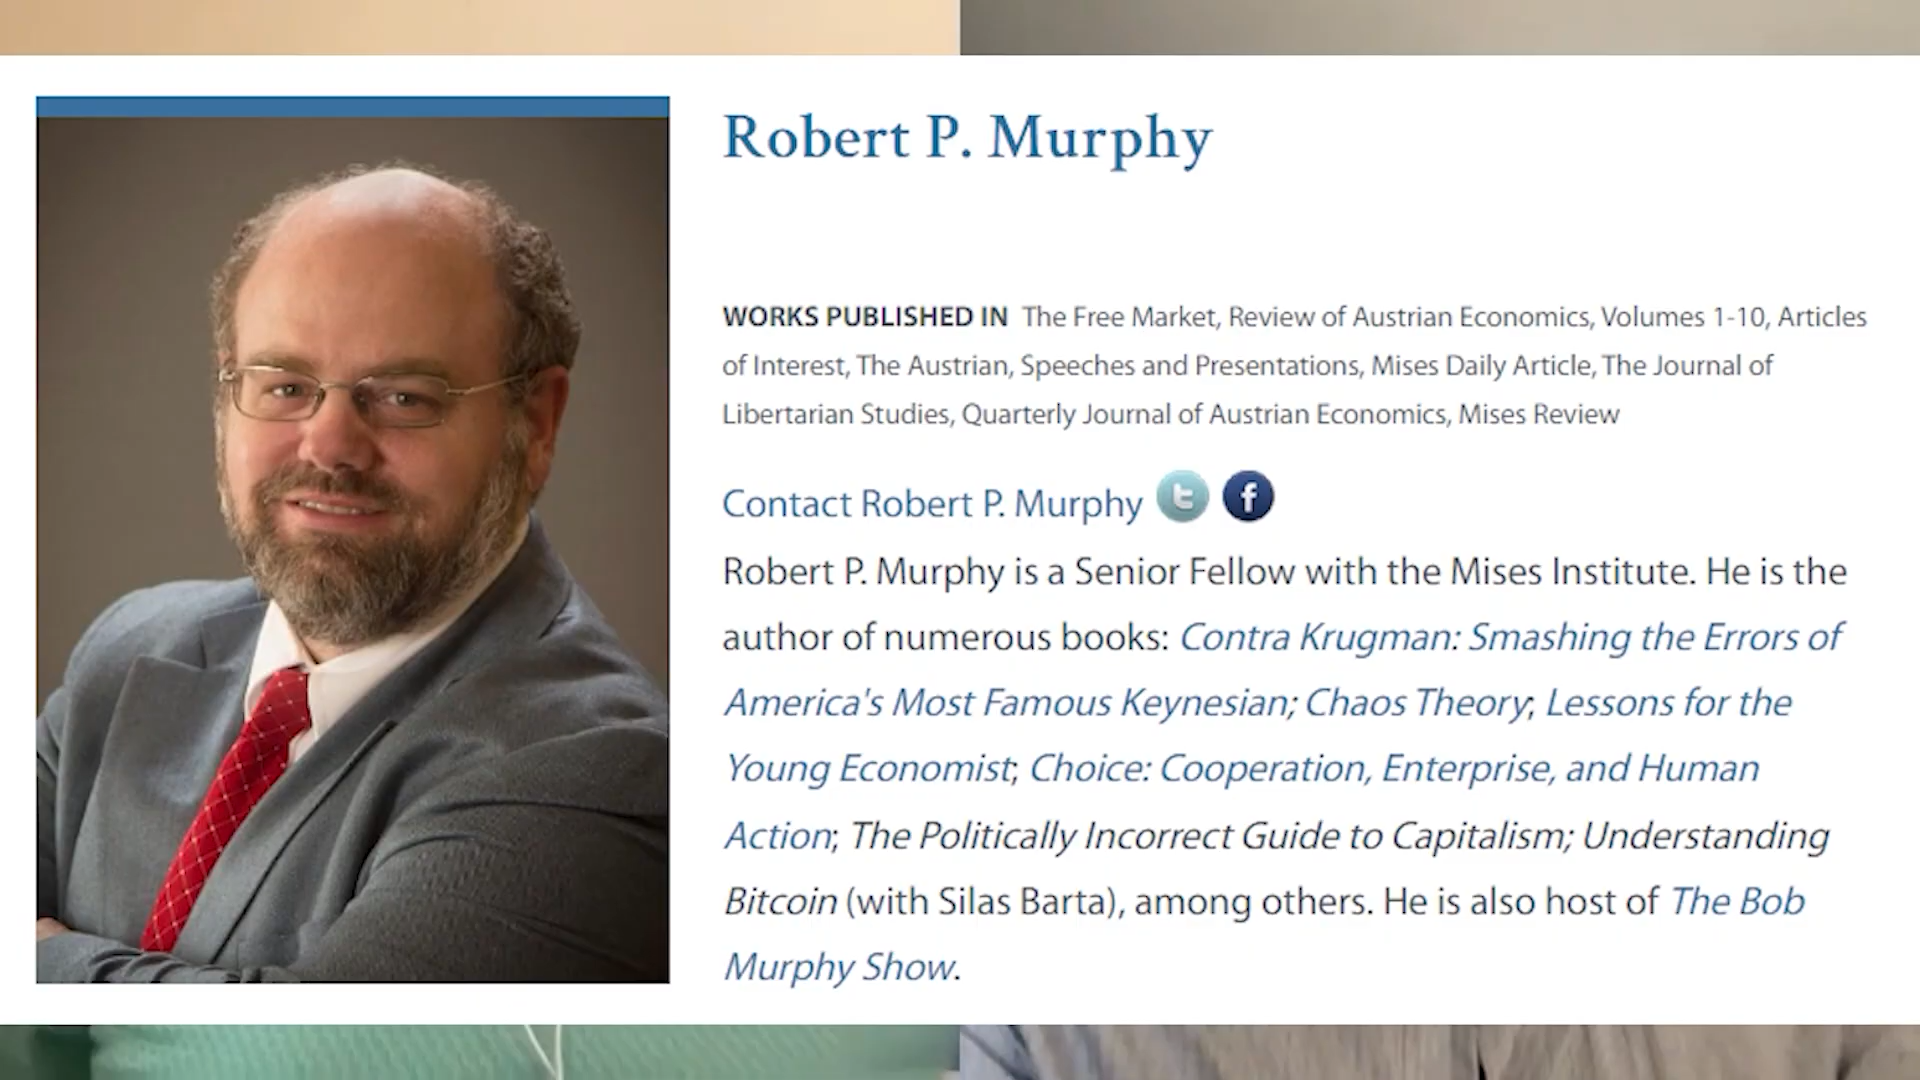 Robert P. Murphy
WORKS PUBLISHED IN The Free Market, Review of Austrian Economics, Volumes 1-10, Articles
of Interest, The Austrian, Speeches and Presentations, Mises Daily Article, The Journal of
Libertarian Studies, Quarterly Journal of Austrian Economics, Mises Review
Contact Robert P. Murphy t f
Robert P. Murphy is a Senior Fellow with the Mises Institute. He is the
author of numerous books: Contra Krugman: Smashing the Errors of
America's Most Famous Keynesian; Chaos Theory; Lessons for the
Young Economist; Choice: Cooperation, Enterprise, and Human
Action; The Politically Incorrect Guide to Capitalism; Understanding
Bitcoin (with Silas Barta), among others. He is also host of The Bob
Murphy Show.